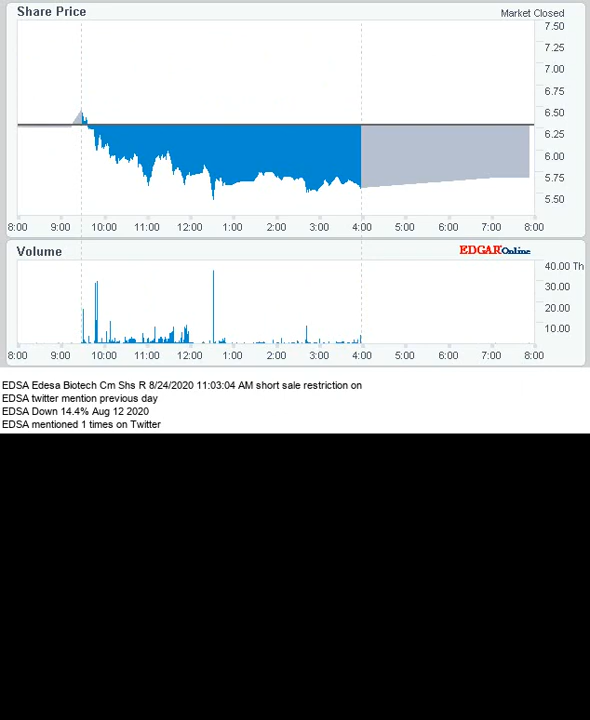 Share Price
Market Closed
7.50
7.25
7.00
6.75
6.50
6.25
6.00
5.75
5.50
8:00 9:00 10:00 11:00 12:00 1:00 2:00 3:00 4:00 5:00 6:00 7:00 8:00
Volume
EDGAR Online
40.00 Th
30.00
20.00
10.00
8:00 9:00 10:00 11:00 12:00 1:00 2:00 3:00 4:00 5:00 6:00 7:00 8:00
EDSA Edesa Biotech Cm Shs R 8/24/2020 11:03:04 AM short sale restriction on
EDSA twitter mention previous day
EDSA Down 14.4% Aug 12 2020
EDSA mentioned 1 times on Twitter